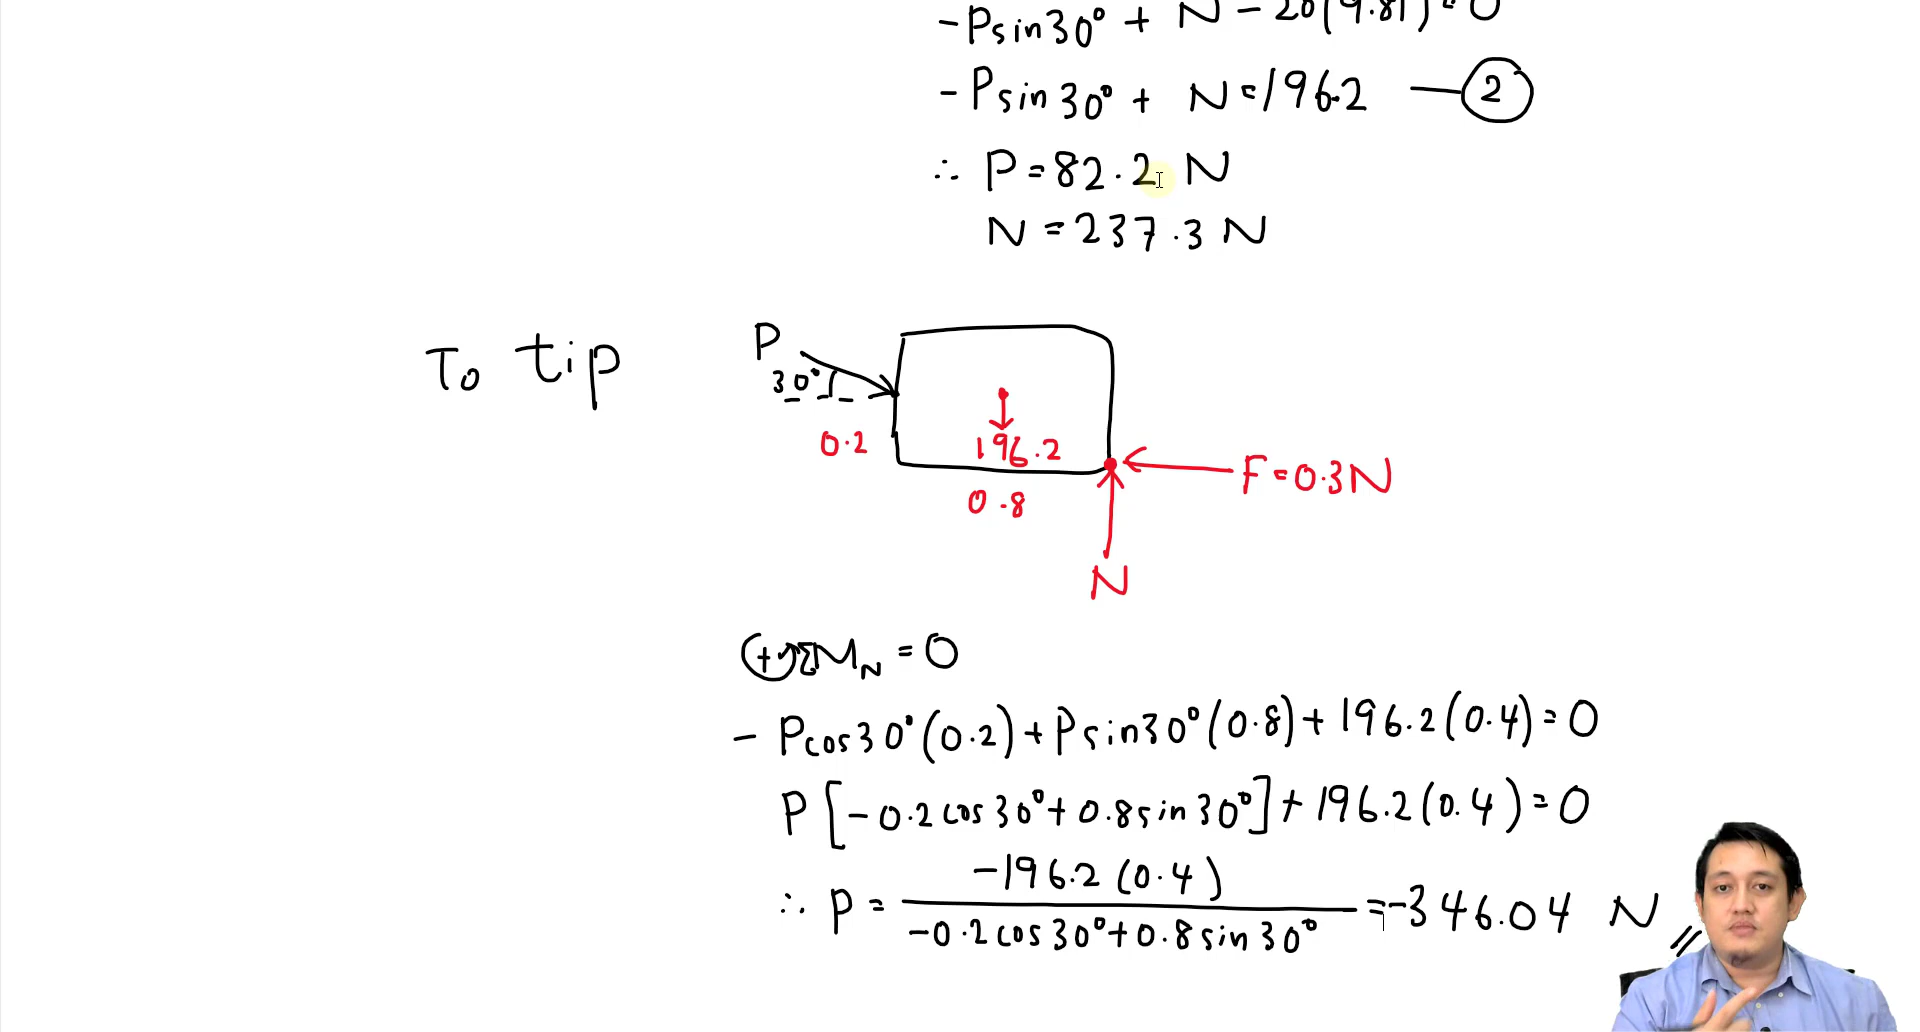 -Psin30° + N - 20(9.81) = 0
-Psin30° + N = 196.2 — 2
∴ P = 82.2 N
N = 237.3 N
To tip
P
30°
0.2
196.2
0.8
F = 0.3N
N
+ ΣM_N = 0
- Pcos30°(0.2) + Psin30°(0.8) + 196.2(0.4) = 0
P[-0.2cos30° + 0.8sin30°] + 196.2(0.4) = 0
∴ P = -196.2(0.4) / -0.2cos30° + 0.8sin30° = -346.04 N